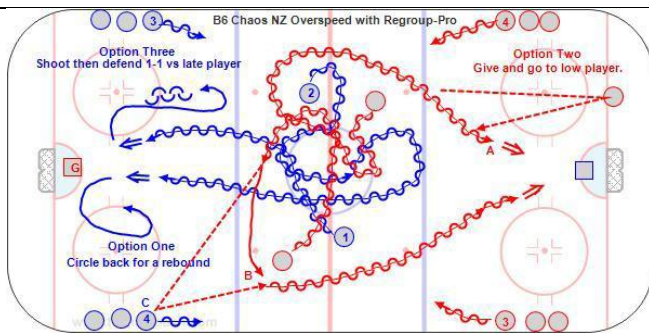 B6 Chaos NZ Overspeed with Regroup-Pro
3
4
Option Three
Shoot then defend 1-1 vs late player
Option Two
Give and go to low player.
2
A
G
1
Option One
Circle back for a rebound
B
C
4
3